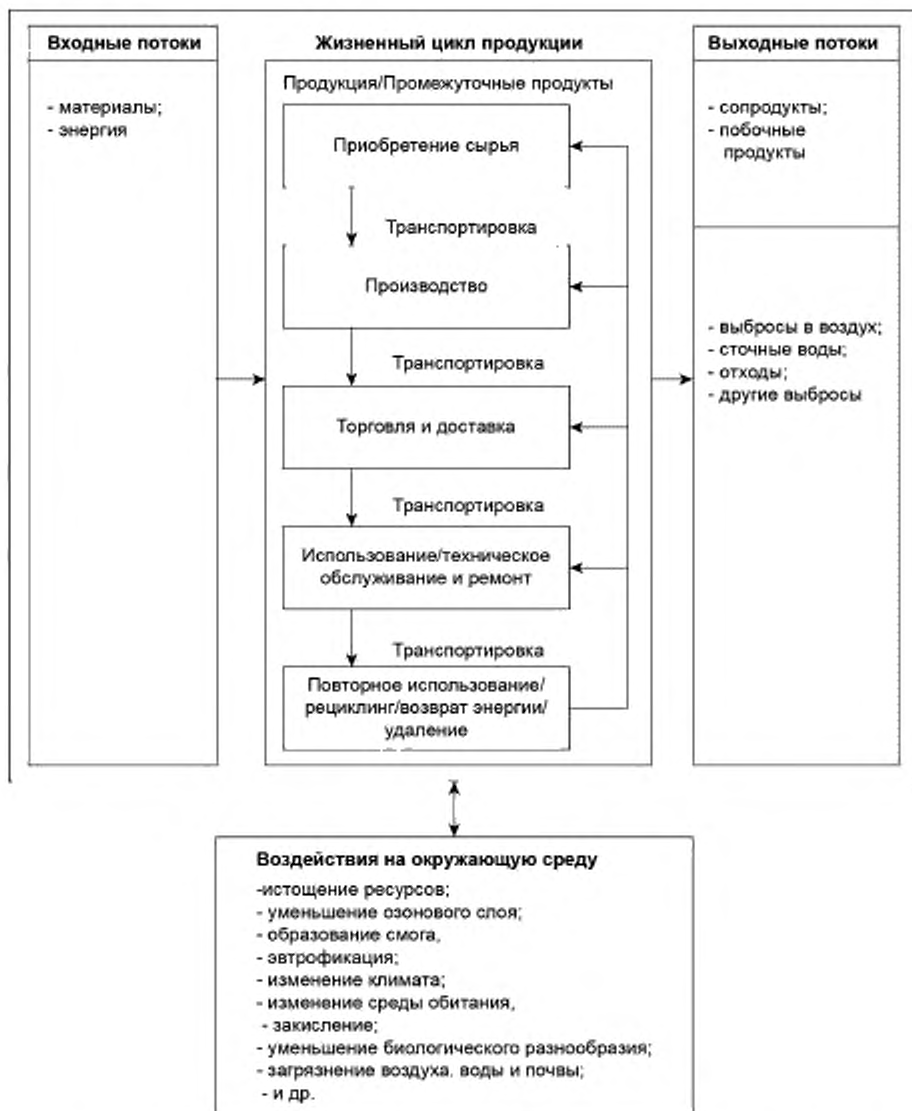 Входные потоки
- материалы;
- энергия
Жизненный цикл продукции
Продукция/Промежуточные продукты
Приобретение сырья
Транспортировка
Производство
Транспортировка
Торговля и доставка
Транспортировка
Использование/техническое
обслуживание и ремонт
Транспортировка
Повторное использование/
рециклинг/возврат энергии/
удаление
Выходные потоки
- сопродукты;
- побочные
продукты
- выбросы в воздух;
- сточные воды;
- отходы;
- другие выбросы
Воздействия на окружающую среду
-истощение ресурсов;
- уменьшение озонового слоя;
- образование смога,
- эвтрофикация;
- изменение климата;
- изменение среды обитания,
- закисление;
- уменьшение биологического разнообразия;
- загрязнение воздуха. воды и почвы;
- и др.